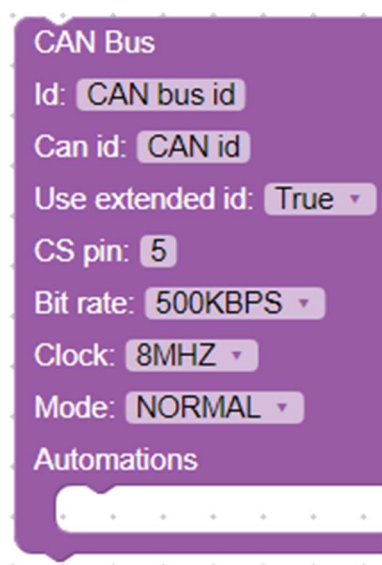 CAN Bus
Id: CAN bus id
Can id: CAN id
Use extended id: True
CS pin: 5
Bit rate: 500KBPS
Clock: 8MHZ
Mode: NORMAL
Automations